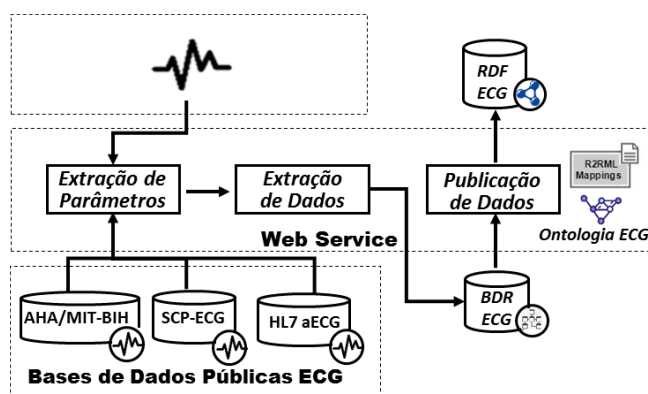 RDF
ECG
R2RML
Mappings
Extração de
Parâmetros
Extração
de Dados
Publicação
de Dados
Ontologia ECG
Web Service
AHA/MIT-BIH
SCP-ECG
HL7 aECG
BDR
ECG
Bases de Dados Públicas ECG